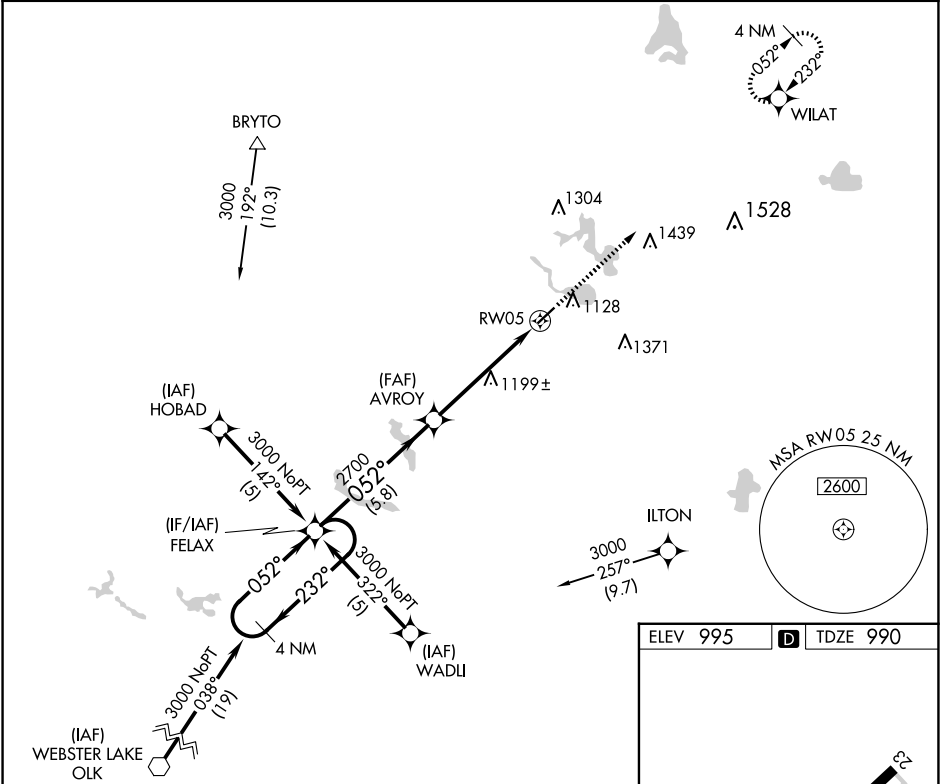 4 NM
052°
232°
WILAT
BRYTO
3000
192°
(10.3)
1304
1528
1439
RW05
1128
1371
(FAF)
AVROY
1199±
(IAF)
HOBAD
3000 NoPT
142°
(5)
2700
052°
(5.8)
MSA RW05 25 NM
2600
(IF/IAF)
FELAX
ILTON
3000
257°
(9.7)
052°
232°
3000 NoPT
322°
(5)
4 NM
(IAF)
WADLI
3000 NoPT
038°
(19)
(IAF)
WEBSTER LAKE
OLK
ELEV 995 D TDZE 990
23